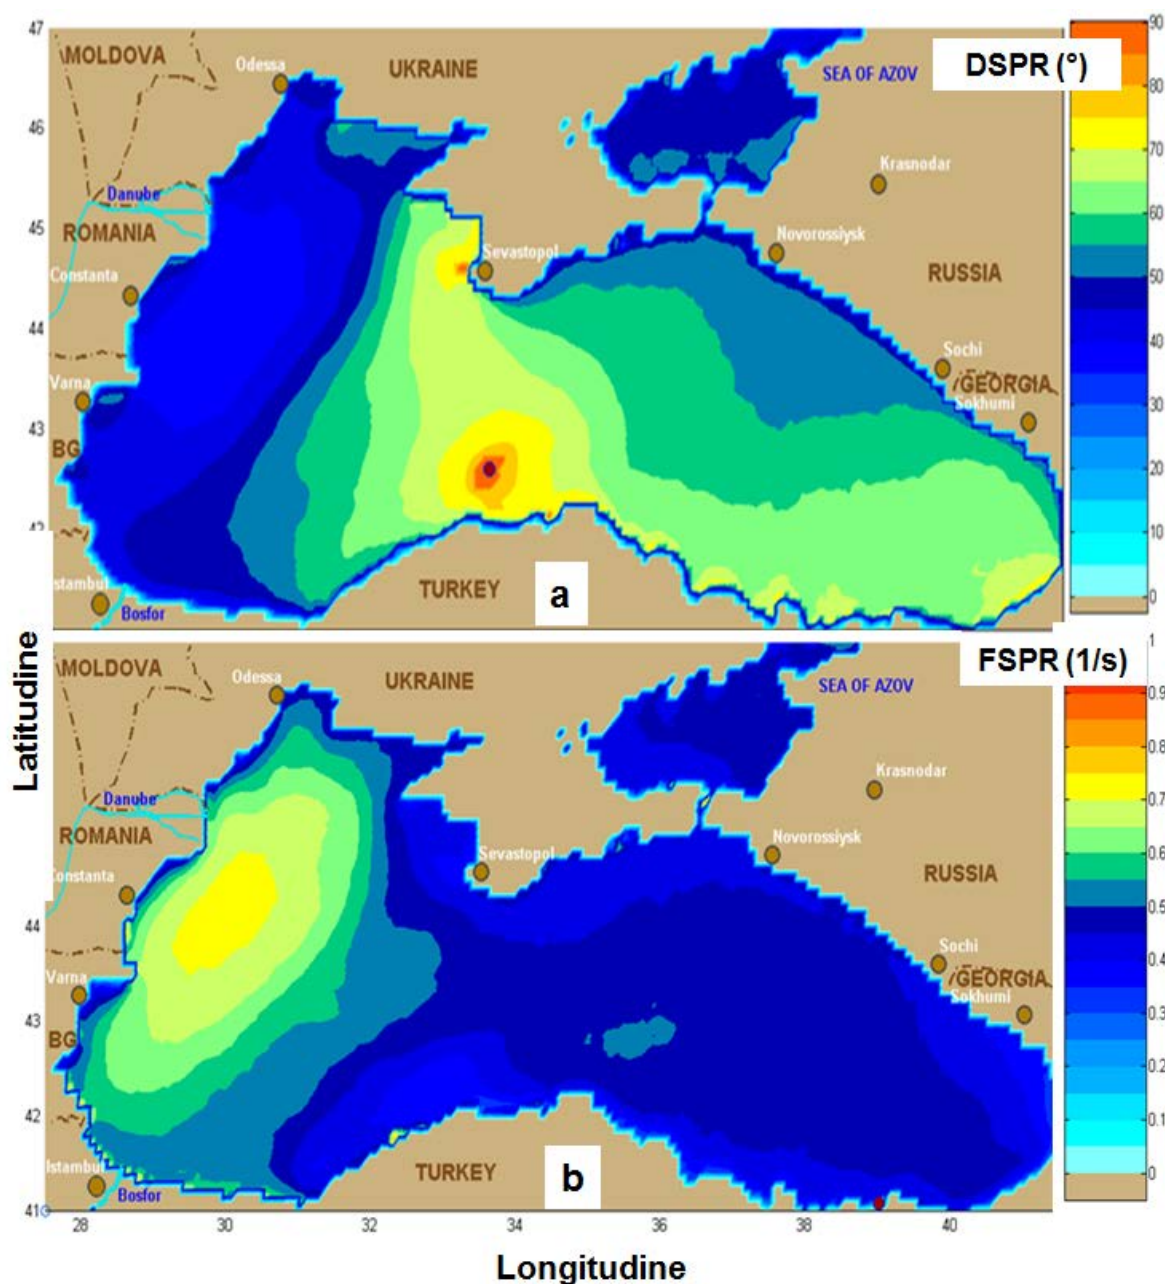 47
MOLDOVA
Odessa
UKRAINE
SEA OF AZOV
DSPR (°)
90
80
46
Krasnodar
70
Danube
60
ROMANIA
45
Sevastopol
Novorossiysk
50
Constanta
RUSSIA
44
40
Sochi
Varna
GEORGIA
Sokhumi
30
43
BG
20
42
10
Istambul
TURKEY
a
Bosfor
0
Latitudine
MOLDOVA
Odessa
UKRAINE
SEA OF AZOV
FSPR (1/s)
1
0.9
0.8
Krasnodar
Danube
0.7
ROMANIA
Sevastopol
Novorossiysk
0.6
Constanta
RUSSIA
44
0.5
Sochi
Varna
GEORGIA
Sokhumi
0.4
43
BG
0.3
0.2
42
0.1
Istambul
TURKEY
b
Bosfor
0
41
28 30 32 34 36 38 40
Longitudine